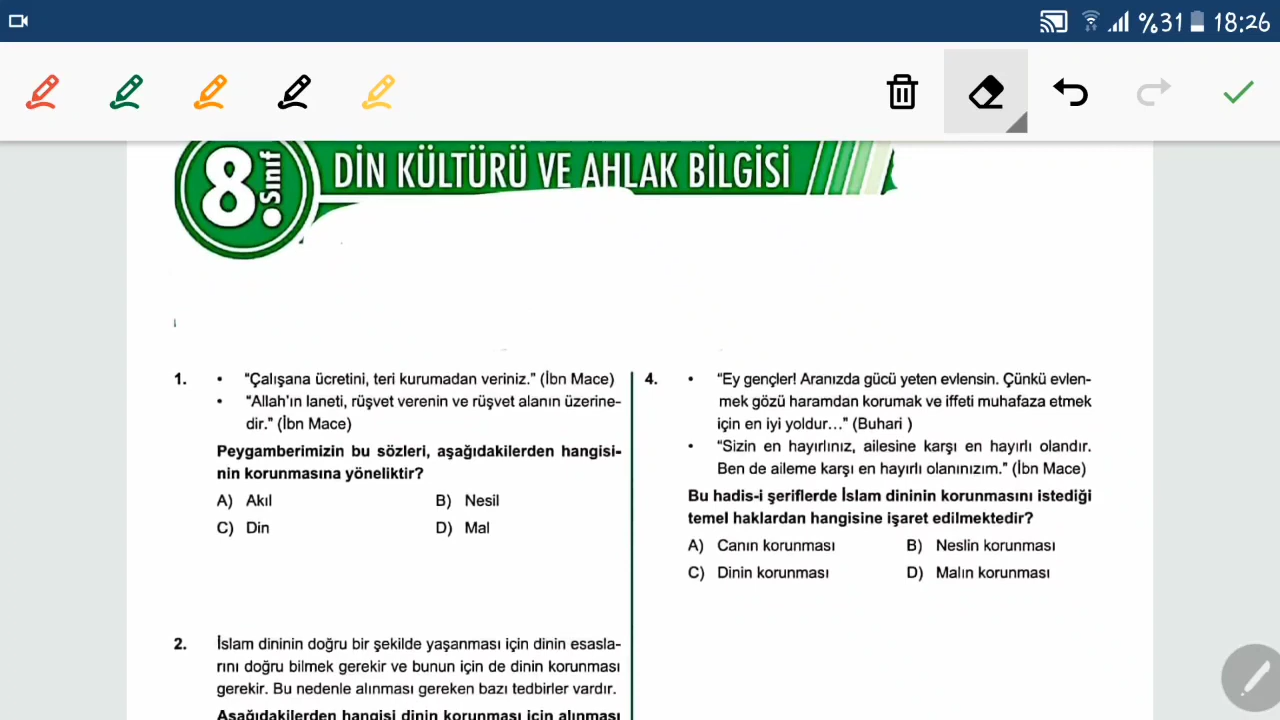 %31 18:26
8.Sınıf
DİN KÜLTÜRÜ VE AHLAK BİLGİSİ
1. • “Çalışana ücretini, teri kurumadan veriniz.” (İbn Mace)
• “Allah’ın laneti, rüşvet verenin ve rüşvet alanın üzerine-
dir.” (İbn Mace)
Peygamberimizin bu sözleri, aşağıdakilerden hangisi-
nin korunmasına yöneliktir?
A) Akıl B) Nesil
C) Din D) Mal
2. İslam dininin doğru bir şekilde yaşanması için dinin esasla-
rını doğru bilmek gerekir ve bunun için de dinin korunması
gerekir. Bu nedenle alınması gereken bazı tedbirler vardır.
Aşağıdakilerden hangisi dinin korunması için alınması
4. • “Ey gençler! Aranızda gücü yeten evlensin. Çünkü evlen-
mek gözü haramdan korumak ve iffeti muhafaza etmek
için en iyi yoldur…” (Buhari )
• “Sizin en hayırlınız, ailesine karşı en hayırlı olandır.
Ben de aileme karşı en hayırlı olanınızım.” (İbn Mace)
Bu hadis-i şeriflerde İslam dininin korunmasını istediği
temel haklardan hangisine işaret edilmektedir?
A) Canın korunması B) Neslin korunması
C) Dinin korunması D) Malın korunması